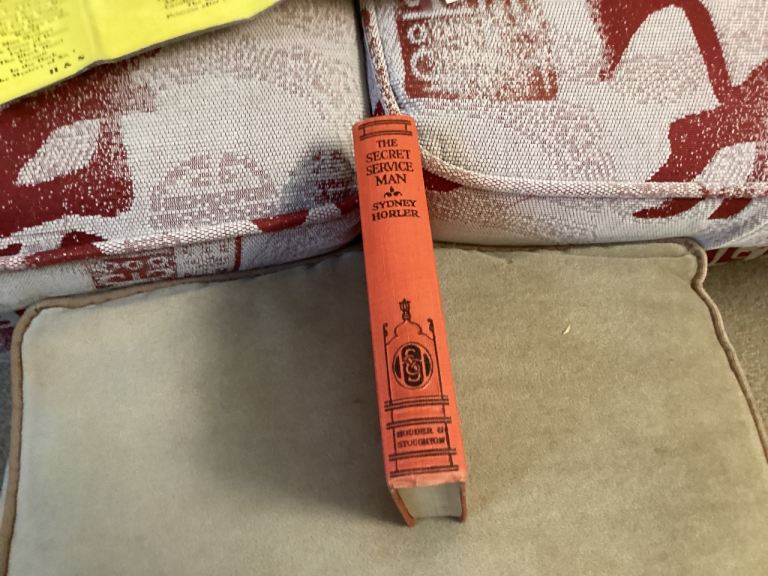 THE
SECRET
SERVICE
MAN
SYDNEY
HORLER
H&S
HODDER &
STOUGHTON
H & S